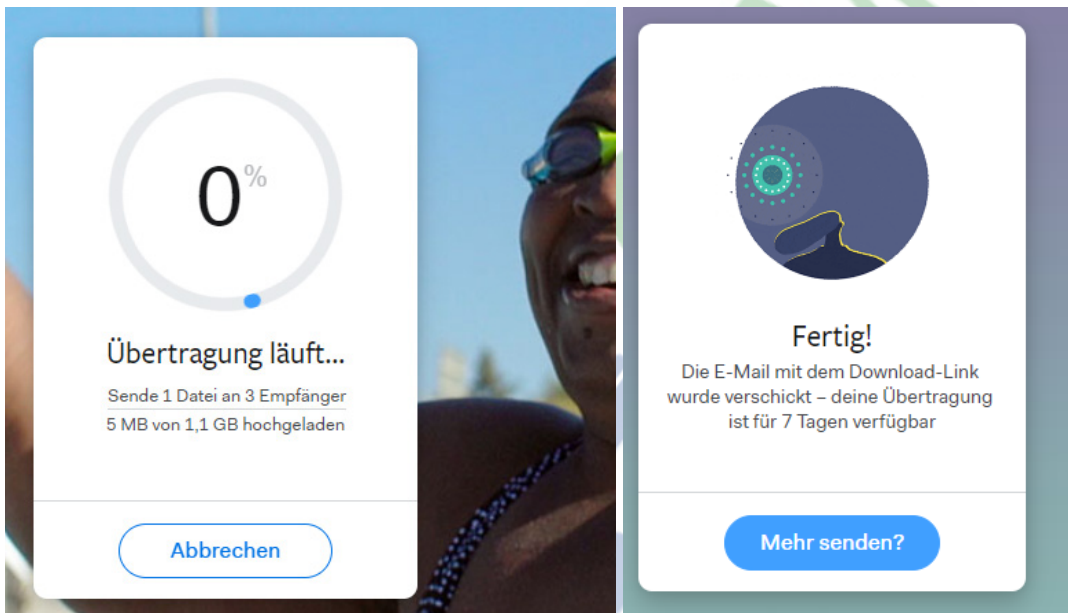 0%
Übertragung läuft...
Sende 1 Datei an 3 Empfänger
5 MB von 1,1 GB hochgeladen
Abbrechen
Fertig!
Die E-Mail mit dem Download-Link
wurde verschickt – deine Übertragung
ist für 7 Tagen verfügbar
Mehr senden?